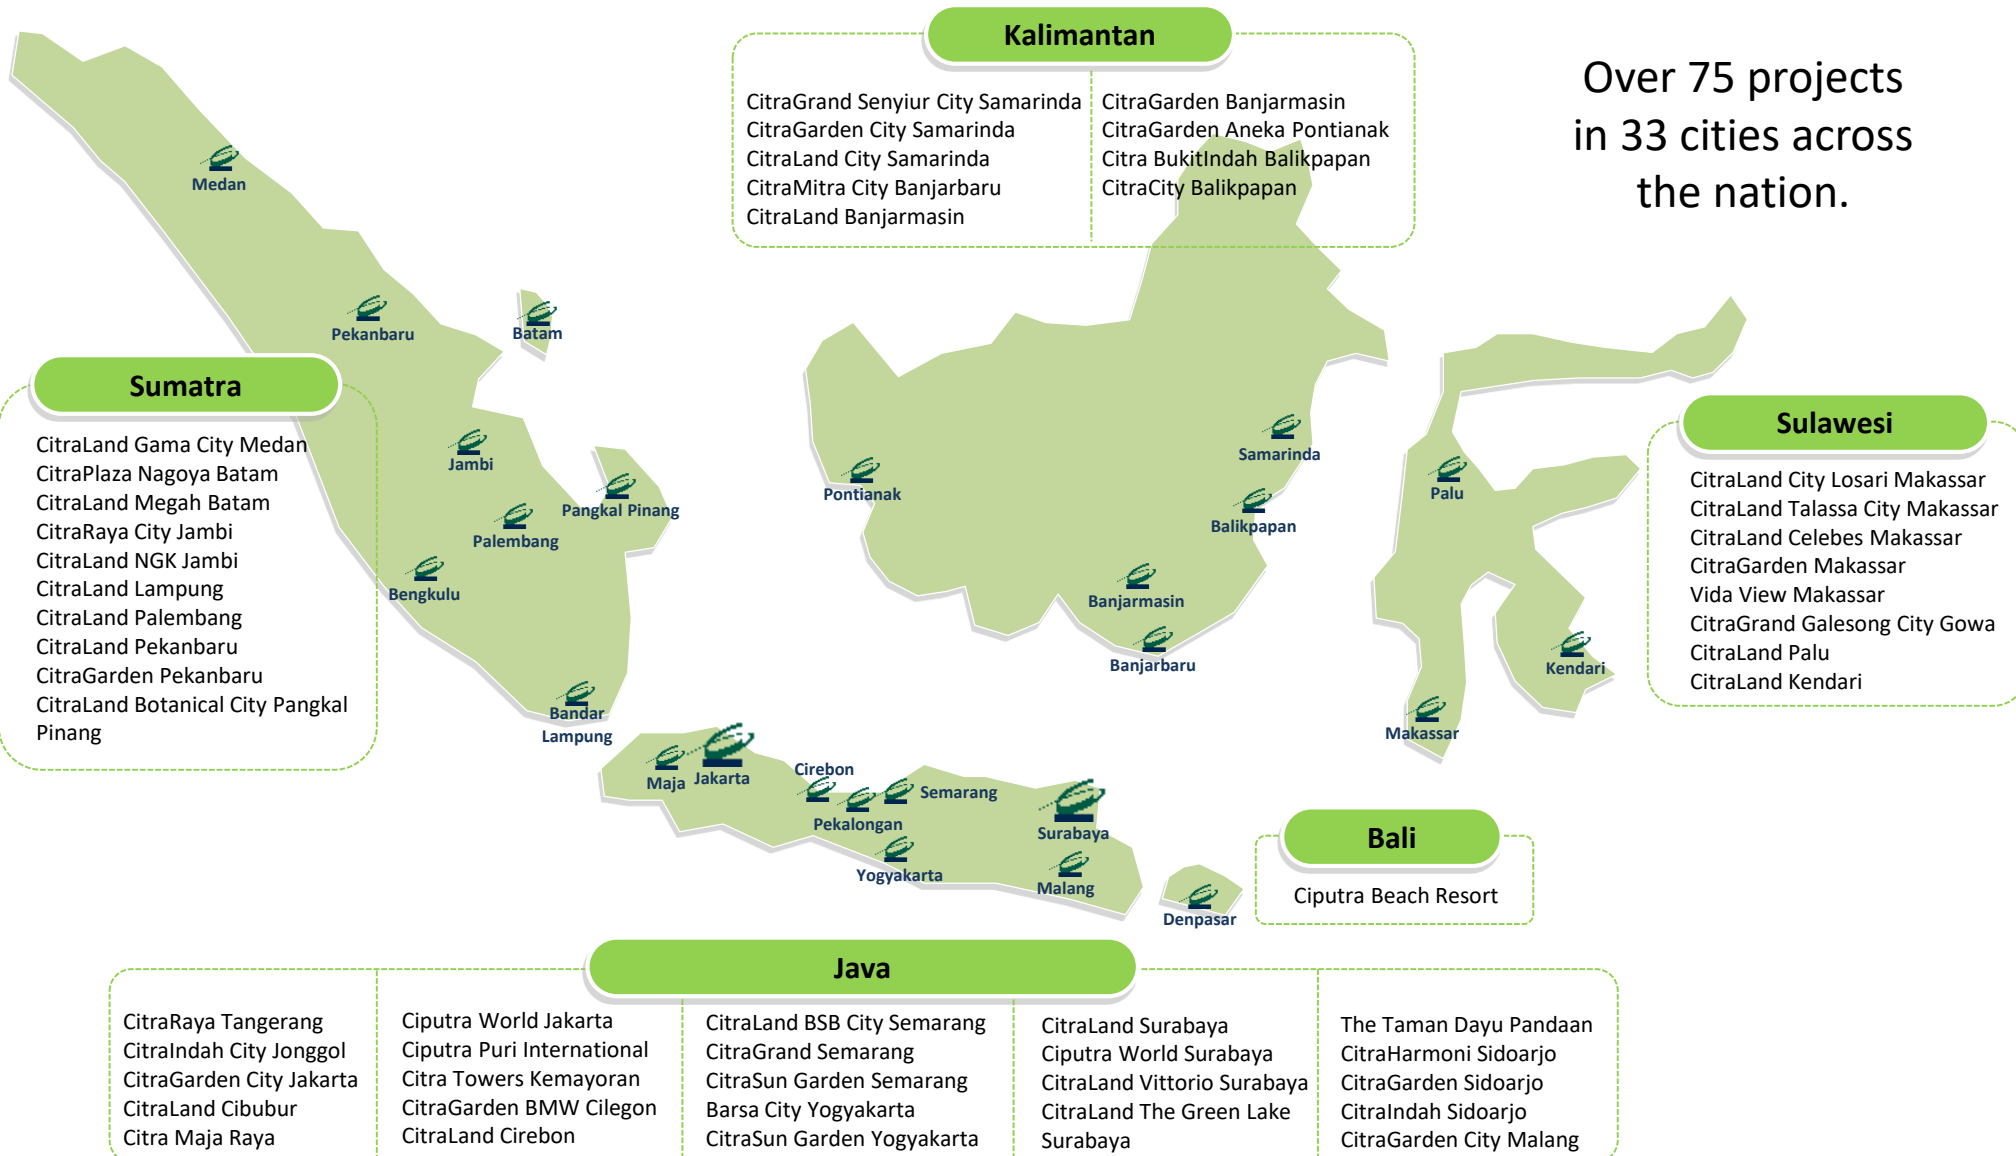 Kalimantan
CitraGrand Senyiur City Samarinda
CitraGarden City Samarinda
CitraLand City Samarinda
CitraMitra City Banjarbaru
CitraLand Banjarmasin
CitraGarden Banjarmasin
CitraGarden Aneka Pontianak
Citra BukitIndah Balikpapan
CitraCity Balikpapan
Over 75 projects
in 33 cities across
the nation.
Medan
Pekanbaru
Batam
Jambi
Palembang
Pangkal Pinang
Bengkulu
Bandar
Lampung
Sumatra
CitraLand Gama City Medan
CitraPlaza Nagoya Batam
CitraLand Megah Batam
CitraRaya City Jambi
CitraLand NGK Jambi
CitraLand Lampung
CitraLand Palembang
CitraLand Pekanbaru
CitraGarden Pekanbaru
CitraLand Botanical City Pangkal
Pinang
Pontianak
Samarinda
Balikpapan
Banjarmasin
Banjarbaru
Palu
Kendari
Makassar
Sulawesi
CitraLand City Losari Makassar
CitraLand Talassa City Makassar
CitraLand Celebes Makassar
CitraGarden Makassar
Vida View Makassar
CitraGrand Galesong City Gowa
CitraLand Palu
CitraLand Kendari
Maja
Jakarta
Cirebon
Pekalongan
Semarang
Yogyakarta
Surabaya
Malang
Denpasar
Bali
Ciputra Beach Resort
Java
CitraRaya Tangerang
CitraIndah City Jonggol
CitraGarden City Jakarta
CitraLand Cibubur
Citra Maja Raya
Ciputra World Jakarta
Ciputra Puri International
Citra Towers Kemayoran
CitraGarden BMW Cilegon
CitraLand Cirebon
CitraLand BSB City Semarang
CitraGrand Semarang
CitraSun Garden Semarang
Barsa City Yogyakarta
CitraSun Garden Yogyakarta
CitraLand Surabaya
Ciputra World Surabaya
CitraLand Vittorio Surabaya
CitraLand The Green Lake
Surabaya
The Taman Dayu Pandaan
CitraHarmoni Sidoarjo
CitraGarden Sidoarjo
CitraIndah Sidoarjo
CitraGarden City Malang